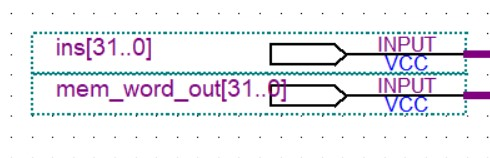 ins[31..0] INPUT
VCC
mem_word_out[31..0] INPUT
VCC